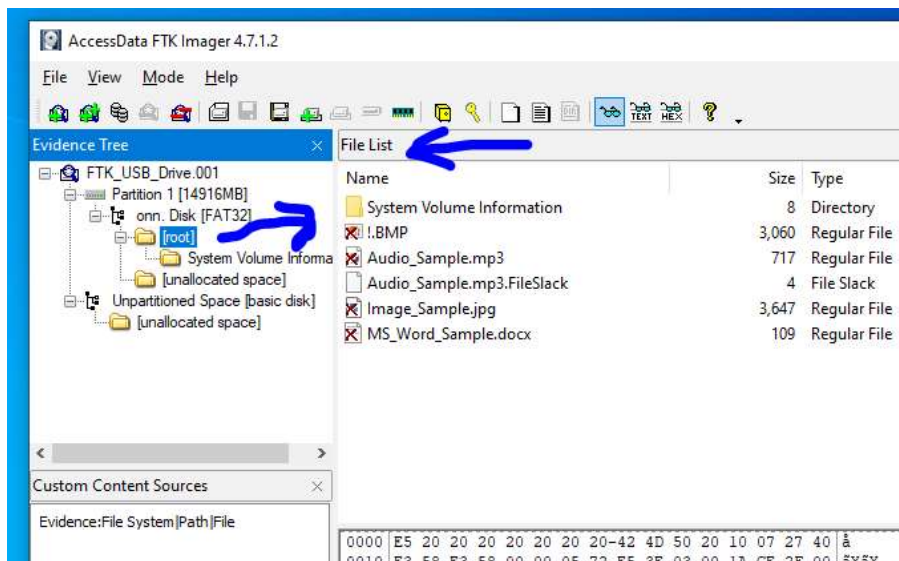 AccessData FTK Imager 4.7.1.2
File View Mode Help
TEXT HEX
Evidence Tree
FTK_USB_Drive.001
Partition 1 [14916MB]
onn. Disk [FAT32]
[root]
System Volume Informa
[unallocated space]
Unpartitioned Space [basic disk]
[unallocated space]
File List
Name Size Type
System Volume Information 8 Directory
!.BMP 3,060 Regular File
Audio_Sample.mp3 717 Regular File
Audio_Sample.mp3.FileSlack 4 File Slack
Image_Sample.jpg 3,647 Regular File
MS_Word_Sample.docx 109 Regular File
Custom Content Sources
Evidence:File System|Path|File
0000 E5 20 20 20 20 20 20 20-42 4D 50 20 10 07 27 40 å